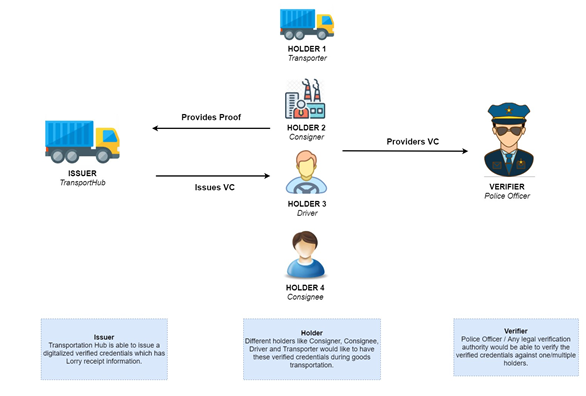 HOLDER 1
Transporter
Provides Proof
HOLDER 2
Consigner
Providers VC
ISSUER
TransportHub
Issues VC
HOLDER 3
Driver
VERIFIER
Police Officer
HOLDER 4
Consignee
Issuer
Transportation Hub is able to issue a
digitalized verified credentials which has
Lorry receipt information.
Holder
Different holders like Consigner, Consignee,
Driver and Transporter would like to have
these verified credentials during goods
transportation.
Verifier
Police Officer / Any legal verification
authority would be able to verify the
verified credentials against one/multiple
holders.